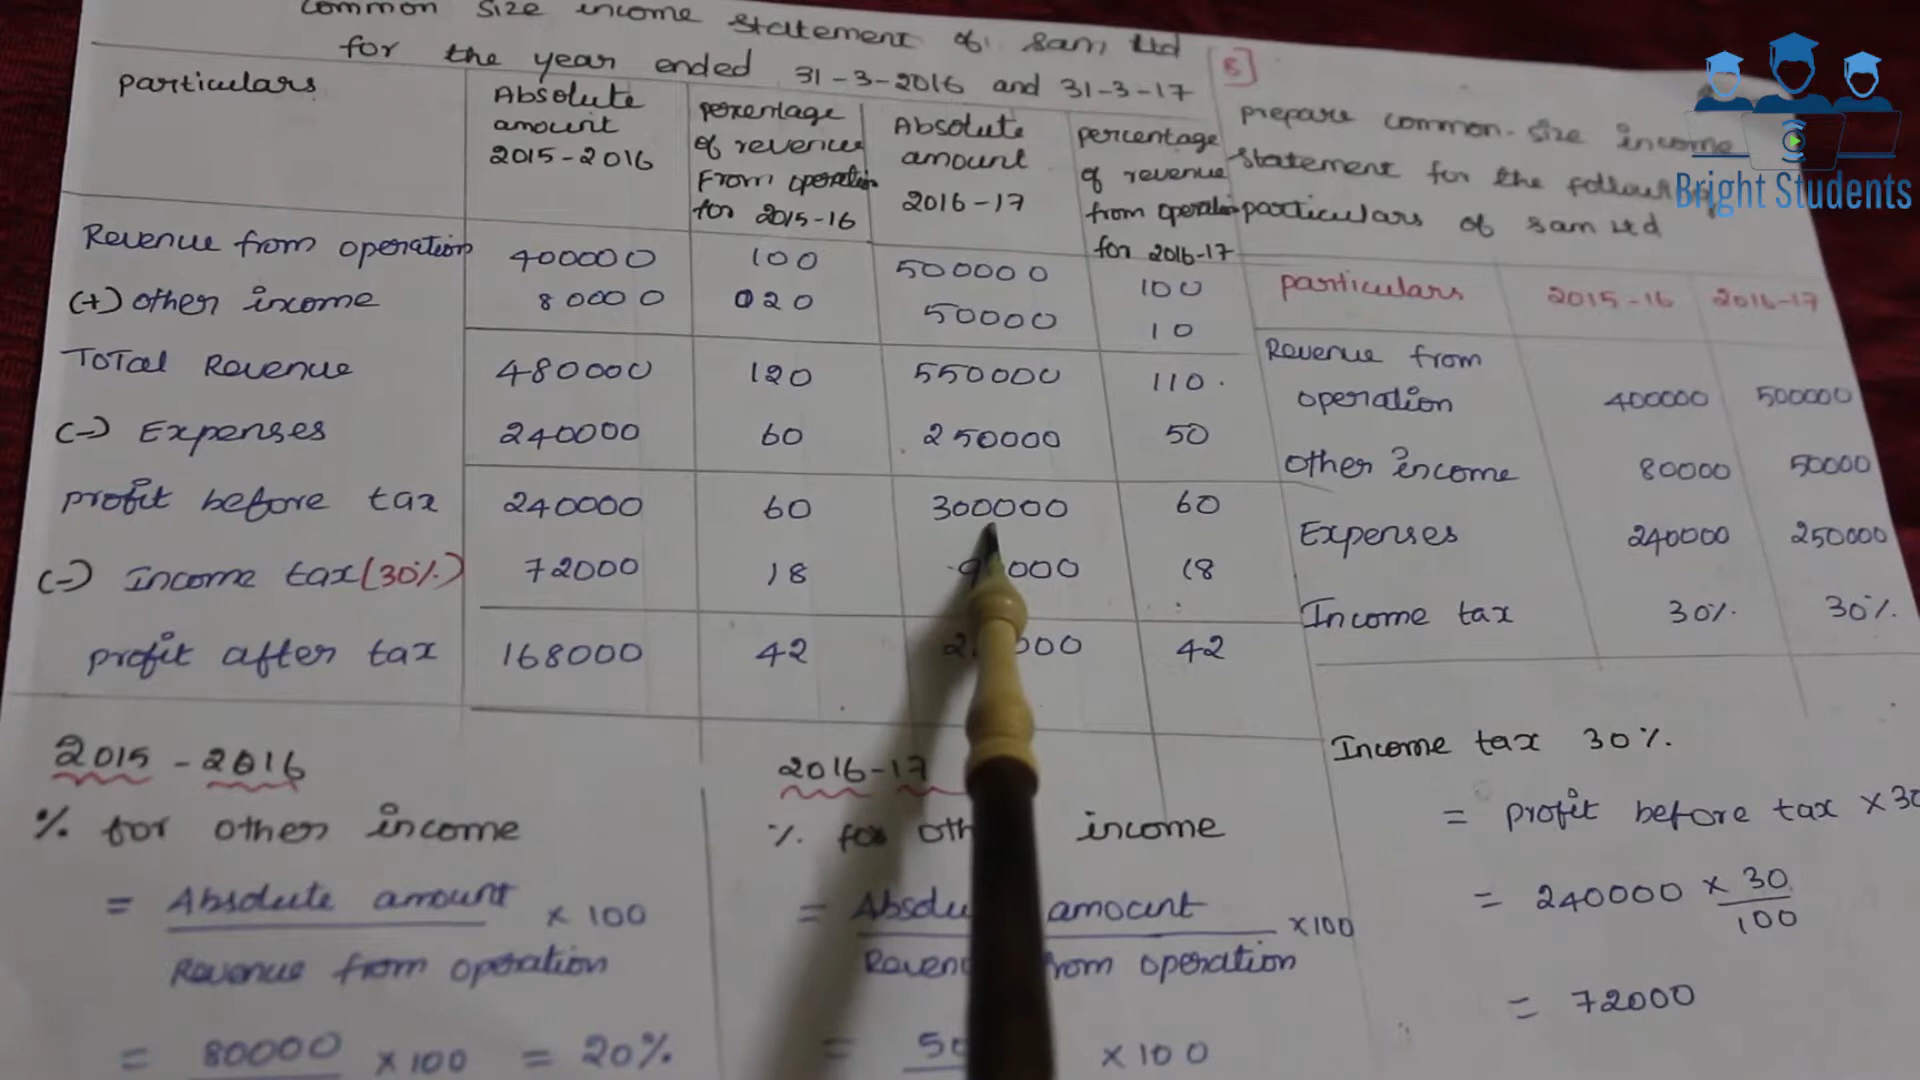 common size income statement of sam Ltd
for the year ended 31-3-2016 and 31-3-17
particulars
Absolute amount 2015-2016
percentage of revenue From operation for 2015-16
Absolute amount 2016-17
percentage of revenue from operation for 2016-17
Revenue from operation 400000 100 500000 100
(+) other income 80000 020 50000 10
Total Revenue 480000 120 550000 110.
(-) Expenses 240000 60 250000 50
profit before tax 240000 60 300000 60
(-) Income tax (30%) 72000 18 000 18
profit after tax 168000 42 000 42
2015-2016
% for other income
= Absolute amount × 100
Revenue from operation
= 80000 × 100 = 20%
2016-17
% for income
= amount ×100
from operation
= × 100
[5]
prepare common-size income
statement for the
particulars of sam Ltd
particulars 2015-16 2016-17
Revenue from
operation 400000 500000
other income 80000 50000
Expenses 240000 250000
Income tax 30% 30%
Income tax 30%
= profit before tax ×
= 240000 × 30
100
= 72000
Bright Students